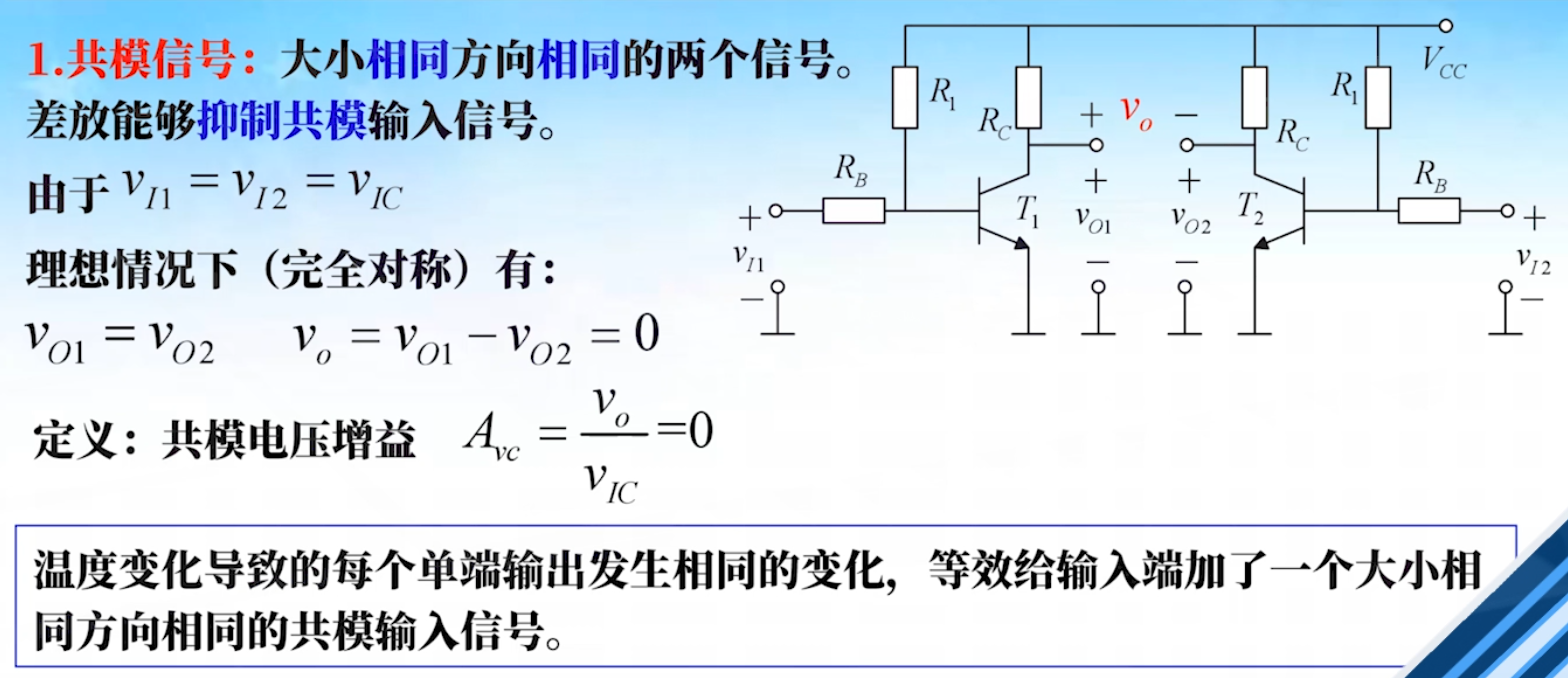 1.共模信号：大小相同方向相同的两个信号。
差放能够抑制共模输入信号。
由于 v_{I1} = v_{I2} = v_{IC}
理想情况下（完全对称）有：
v_{O1} = v_{O2} v_o = v_{O1} − v_{O2} = 0
定义：共模电压增益 A_{vc} = v_o / v_{IC} =0
温度变化导致的每个单端输出发生相同的变化，等效给输入端加了一个大小相
同方向相同的共模输入信号。
V_{CC}
R_1
R_C
+ v_o −
R_C
R_1
R_B
R_B
+
v_{I1}
−
T_1
+
v_{O1}
−
+
v_{O2}
−
T_2
+
v_{I2}
−